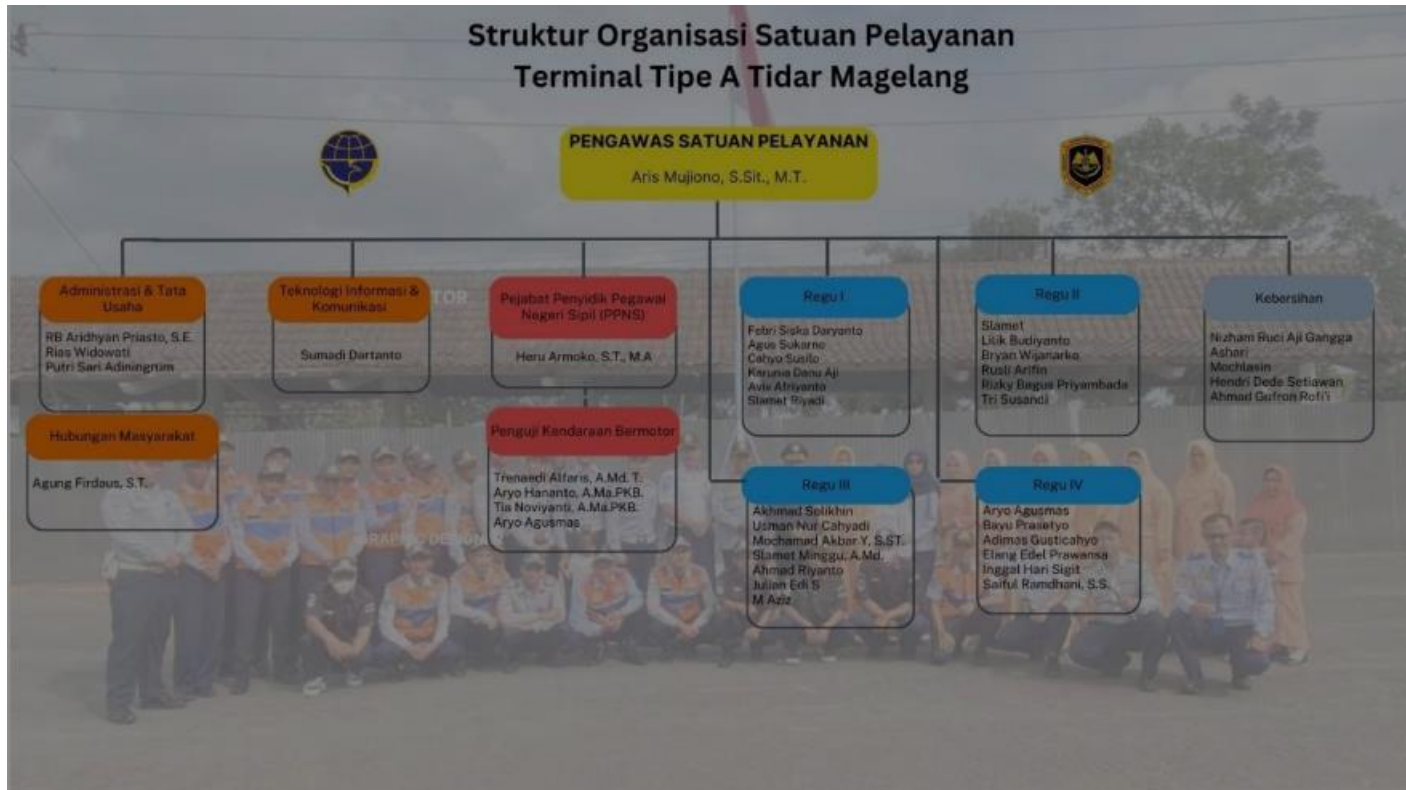 Struktur Organisasi Satuan Pelayanan
Terminal Tipe A Tidar Magelang
PENGAWAS SATUAN PELAYANAN
Aris Mujiono, S.Sit., M.T.
Administrasi & Tata
Usaha
RB Aridhyan Priasto, S.E.
Rias Widowati
Putri Sari Adiningrum
Teknologi Informasi &
Komunikasi
Sumadi Dartanto
Pejabat Penyidik Pegawai
Negeri Sipil (PPNS)
Heru Armoko, S.T., M.A
Regu I
Febri Siska Daryanto
Agus Sukarno
Cahyo Susilo
Karunia Danu Aji
Aviv Afriyanto
Slamet Riyadi
Regu II
Slamet
Lilik Budiyanto
Bryan Wijanarko
Rusli Arifin
Rizky Bagus Priyambada
Tri Susandi
Kebersihan
Nizham Ruci Aji Gangga
Ashari
Mochlasin
Hendri Dede Setiawan
Ahmad Gufron Rofi'i
Hubungan Masyarakat
Agung Firdaus, S.T.
Penguji Kendaraan Bermotor
Trenaedi Alfaris, A.Md. T.
Aryo Hananto, A.Ma.PKB.
Tia Noviyanti, A.Ma.PKB.
Aryo Agusmas
Regu III
Akhmad Solikhin
Usman Nur Cahyadi
Mochamad Akbar Y, S.ST.
Slamet Minggu, A.Md.
Ahmad Riyanto
Julian Edi S
M Aziz
Regu IV
Aryo Agusmas
Bayu Prasetyo
Adimas Gusticahyo
Elang Edel Prawansa
Inggal Hari Sigit
Saiful Ramdhani, S.S.
TOR
GRAPHIC DESIGNER